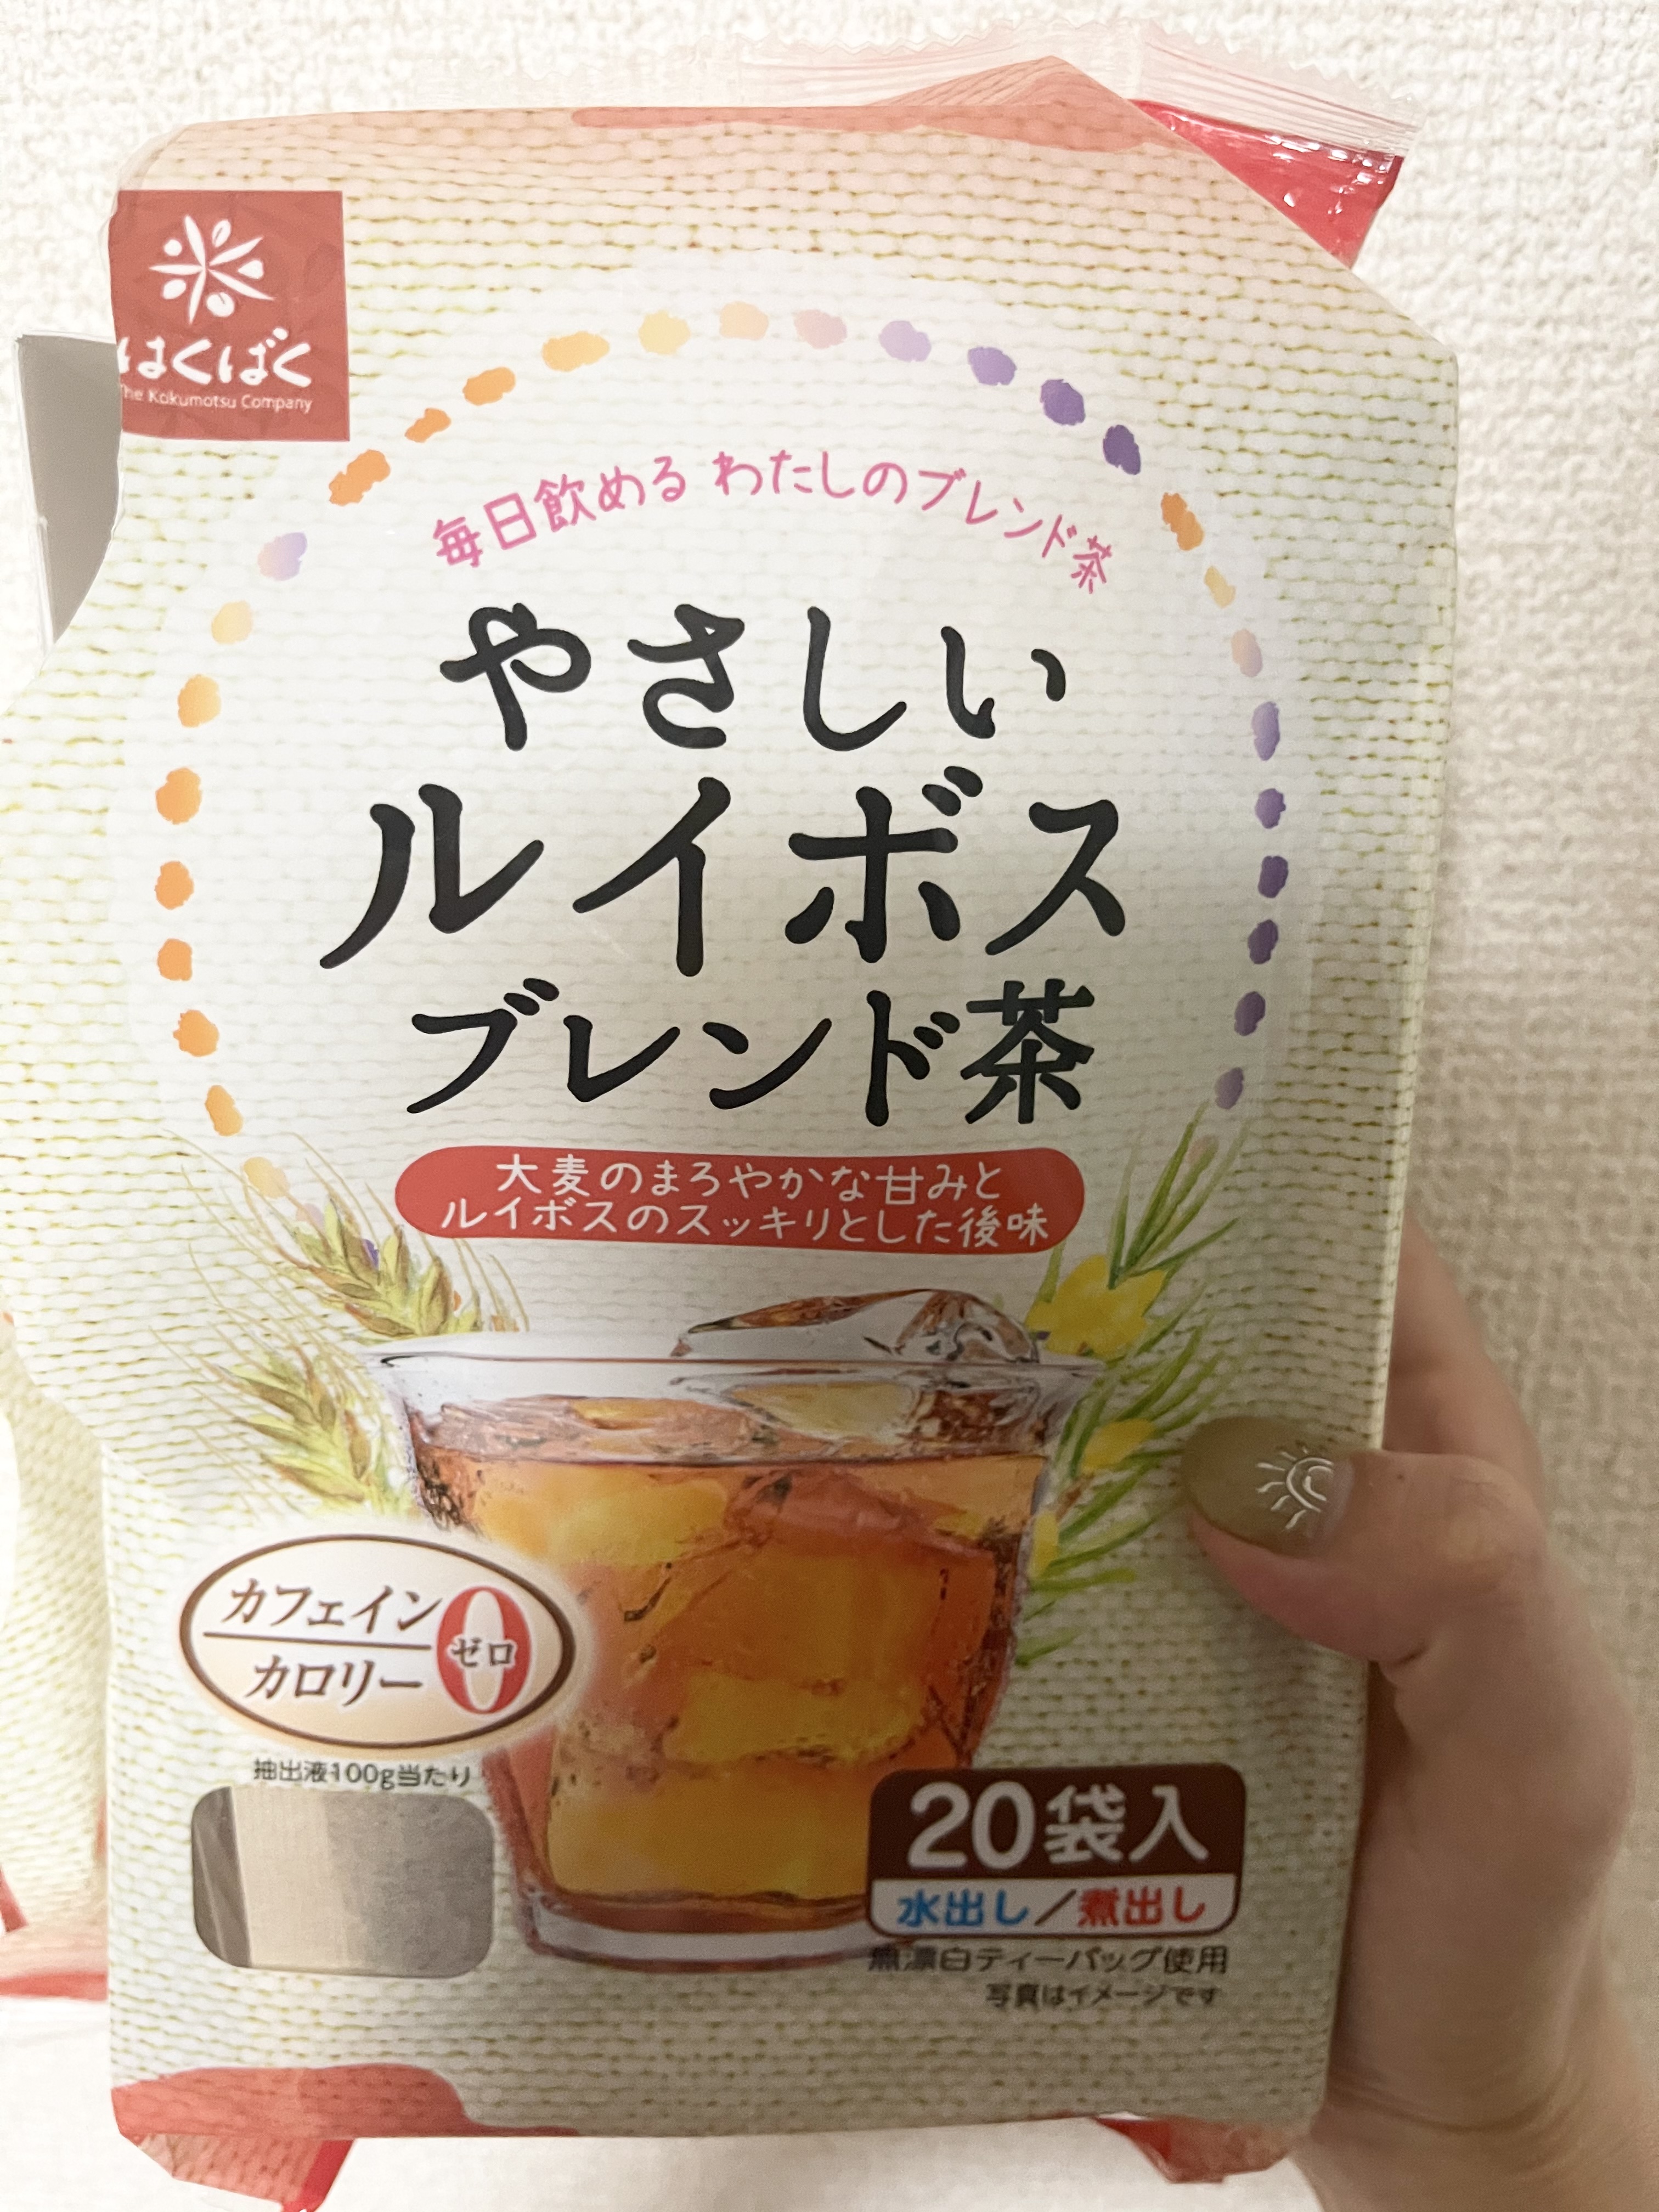 はくばく
The Kokumotsu Company
毎日飲める わたしのブレンド茶
やさしい
ルイボス
ブレンド茶
大麦のまろやかな甘みと
ルイボスのスッキリとした後味
カフェイン
カロリー
0
ゼロ
抽出液100g当たり
20袋入
水出し/煮出し
無漂白ティーバッグ使用
写真はイメージです